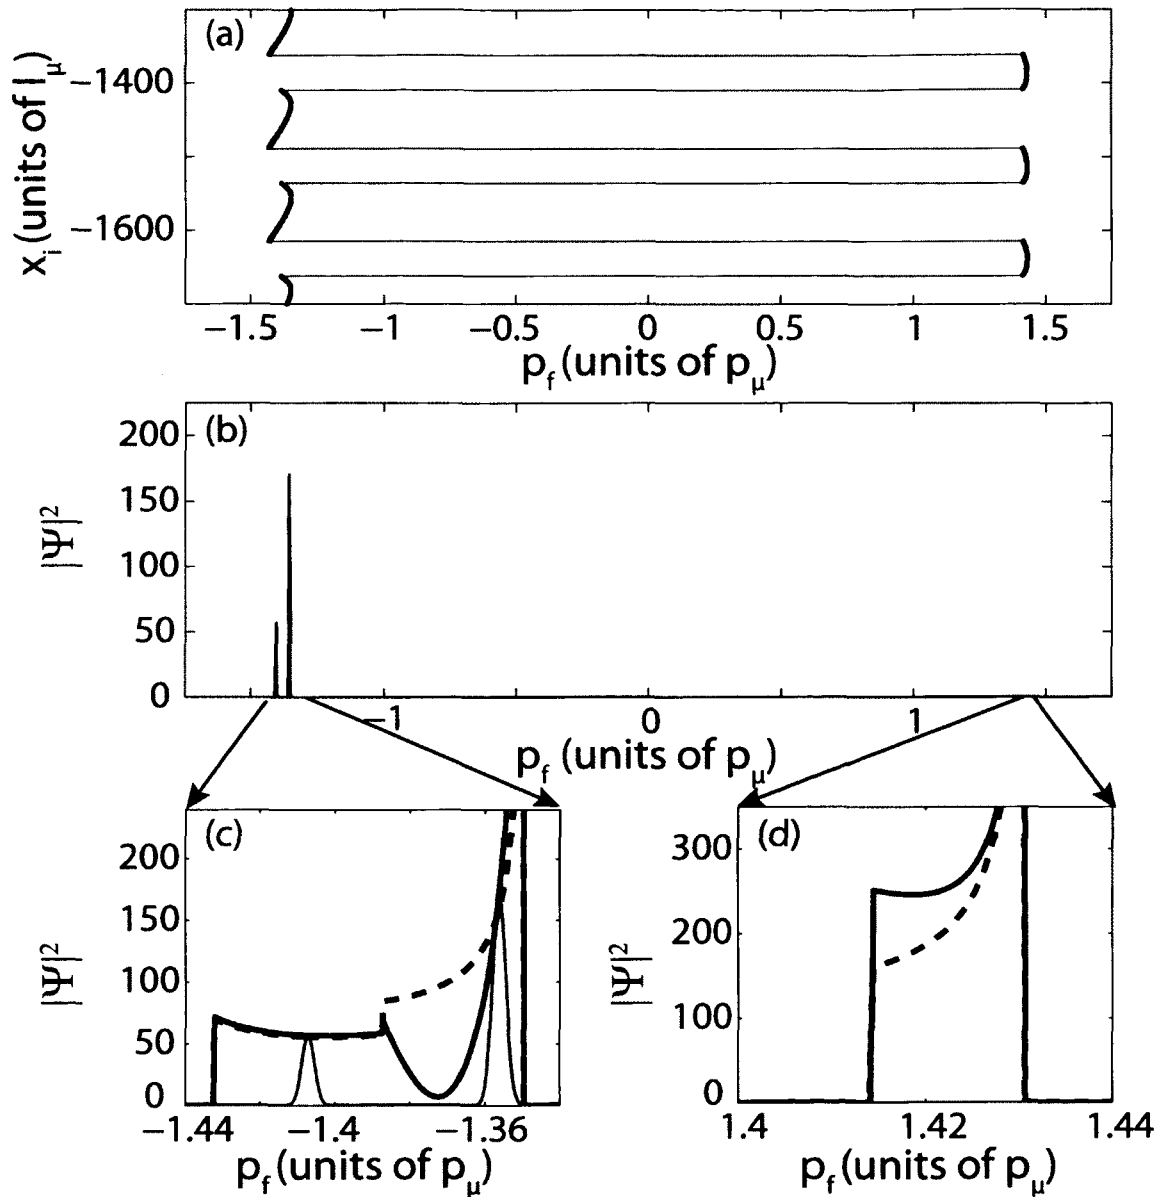 (a)
x_i (units of l_μ)
−1400
−1600
−1.5 −1 −0.5 0 0.5 1 1.5
p_f (units of p_μ)
(b)
|Ψ|²
200
150
100
50
0
−1 0 1
p_f (units of p_μ)
(c)
|Ψ|²
200
150
100
50
0
−1.44 −1.4 −1.36
p_f (units of p_μ)
(d)
|Ψ|²
300
200
100
0
1.4 1.42 1.44
p_f (units of p_μ)